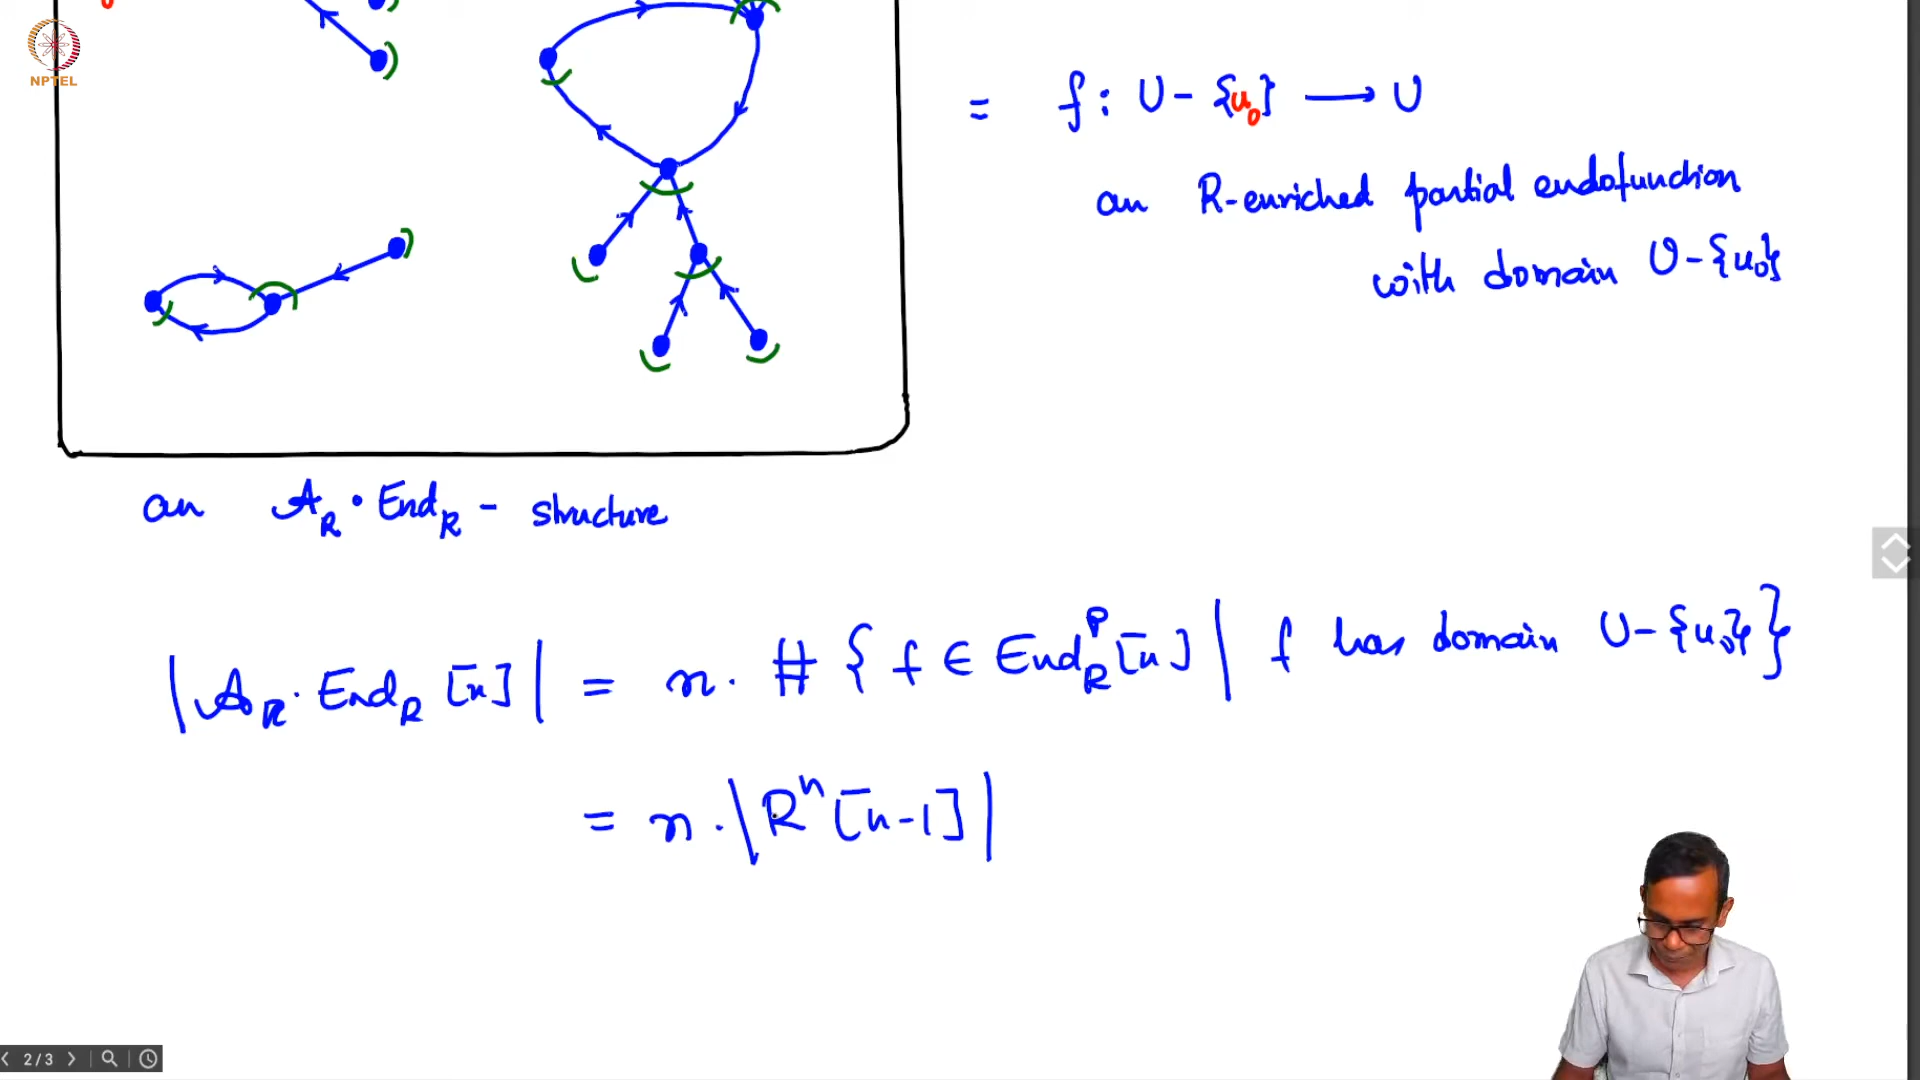 NPTEL
= f : U - {u₀} ⟶ U
an R-enriched partial endofunction
with domain U - {u₀}
an 𝒜_R · End_R - structure
|𝒜_R · End_R [n]| = n · # { f ∈ End_R^P [n] | f has domain U - {u₀} }
= n · |R^n [n-1]|
2/3